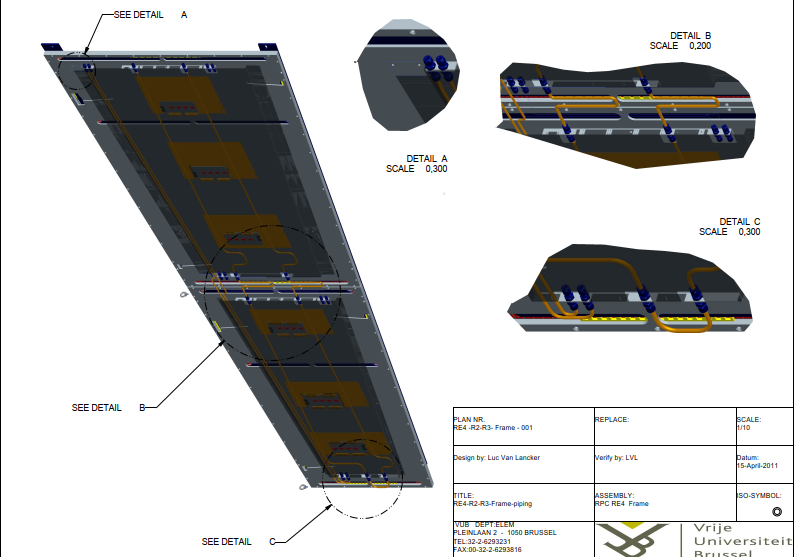 SEE DETAIL A
DETAIL B
SCALE 0,200
DETAIL A
SCALE 0,300
DETAIL C
SCALE 0,300
SEE DETAIL B
SEE DETAIL C
PLAN NR.
RE4 -R2-R3- Frame - 001
REPLACE:
SCALE:
1/10
Design by: Luc Van Lancker
Verify by: LVL
Datum:
15-April-2011
TITLE:
RE4-R2-R3-Frame-piping
ASSEMBLY:
RPC RE4 Frame
ISO-SYMBOL:
VUB DEPT:ELEM
PLEINLAAN 2 - 1050 BRUSSEL
TEL:32-2-6293231
FAX:00-32-2-6293816
Vrije
Universiteit
Brussel